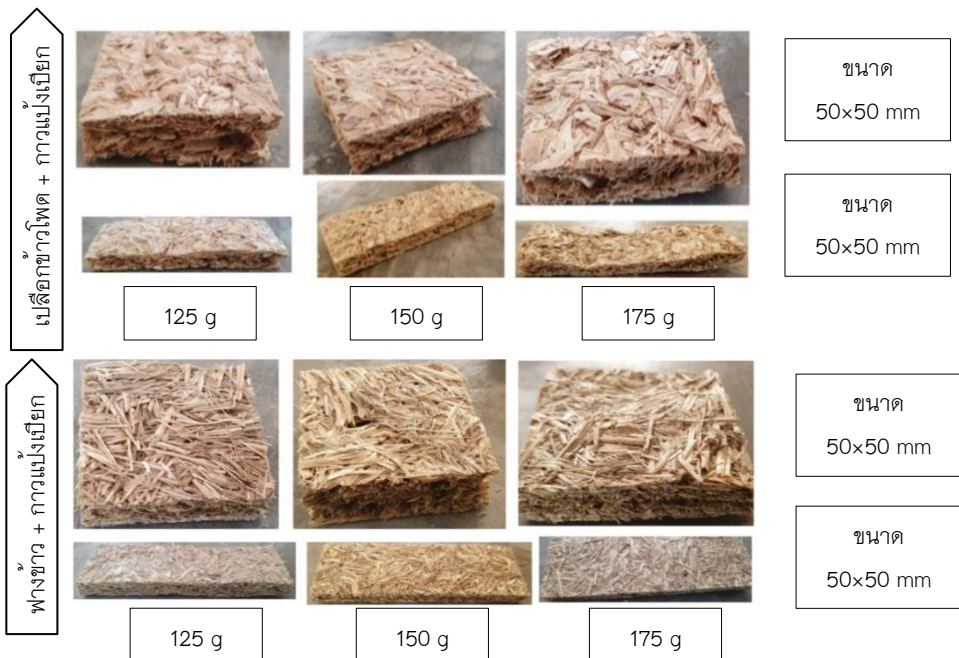 เปลือกข้าวโพด + กาวแป้งเปียก
ขนาด
50×50 mm
ขนาด
50×50 mm
125 g
150 g
175 g
ฟางข้าว + กาวแป้งเปียก
ขนาด
50×50 mm
ขนาด
50×50 mm
125 g
150 g
175 g